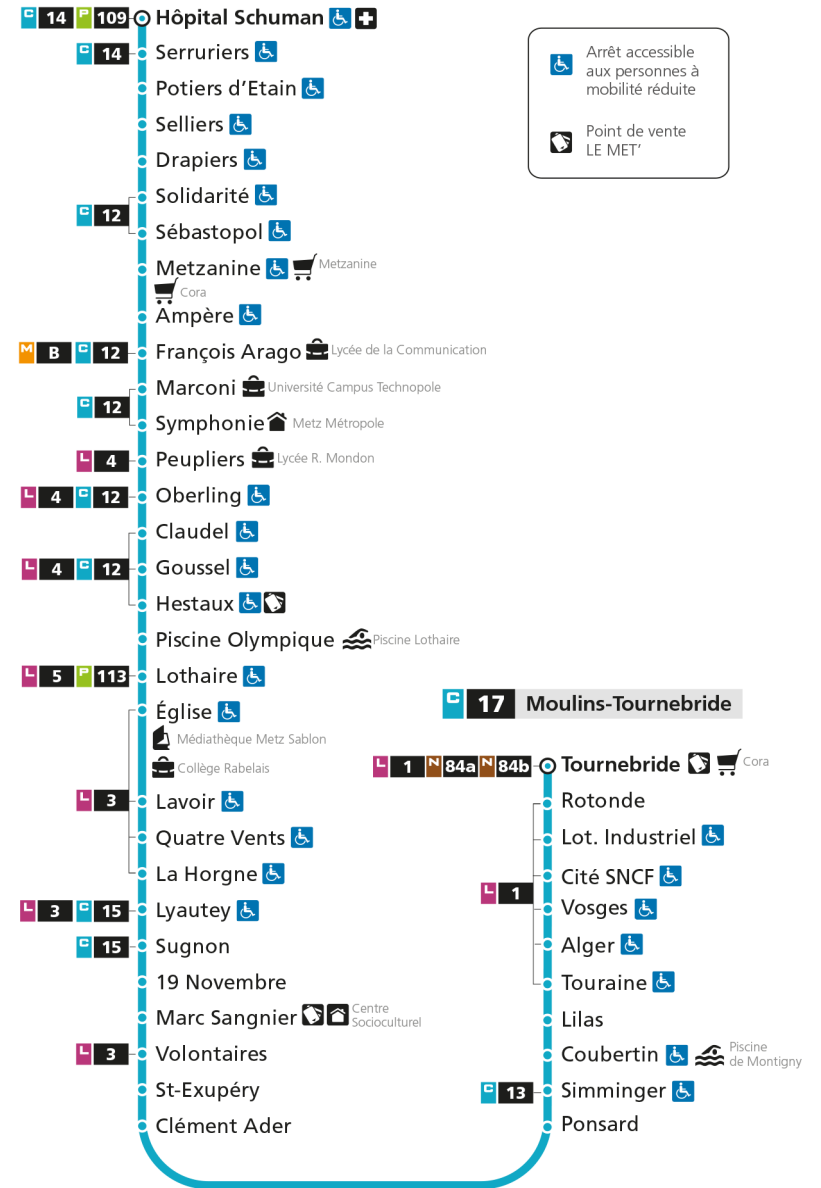 C 14 P 109 Hôpital Schuman
C 14 Serruriers
Potiers d'Etain
Selliers
Drapiers
Solidarité
C 12
Sébastopol
Metzanine Metzanine
Cora
Ampère
M B C 12 François Arago Lycée de la Communication
Marconi Université Campus Technopole
C 12
Symphonie Metz Métropole
L 4 Peupliers Lycée R. Mondon
L 4 C 12 Oberling
Claudel
L 4 C 12 Goussel
Hestaux
Piscine Olympique Piscine Lothaire
L 5 P 113 Lothaire
Église
Médiathèque Metz Sablon
Collège Rabelais
L 3 Lavoir
Quatre Vents
La Horgne
L 3 C 15 Lyautey
C 15 Sugnon
19 Novembre
Marc Sangnier Centre
Socioculturel
L 3 Volontaires
St-Exupéry
Clément Ader
Arrêt accessible
aux personnes à
mobilité réduite
Point de vente
LE MET'
C 17 Moulins-Tournebride
L 1 N 84a N 84b Tournebride Cora
Rotonde
Lot. Industriel
Cité SNCF
L 1
Vosges
Alger
Touraine
Lilas
Coubertin Piscine
de Montigny
C 13 Simminger
Ponsard